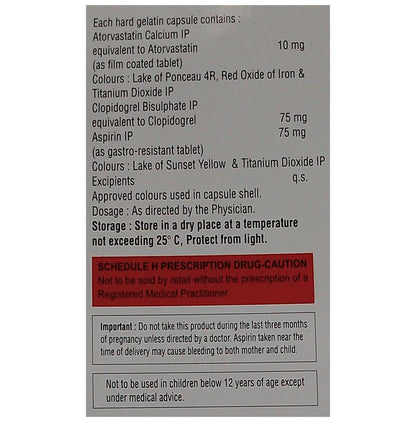 Each hard gelatin capsule contains :
Atorvastatin Calcium IP
equivalent to Atorvastatin 10 mg
(as film coated tablet)
Colours : Lake of Ponceau 4R, Red Oxide of Iron &
Titanium Dioxide IP
Clopidogrel Bisulphate IP
equivalent to Clopidogrel 75 mg
Aspirin IP 75 mg
(as gastro-resistant tablet)
Colours : Lake of Sunset Yellow & Titanium Dioxide IP
Excipients q.s.
Approved colours used in capsule shell.
Dosage : As directed by the Physician.
Storage : Store in a dry place at a temperature
not exceeding 25° C, Protect from light.
SCHEDULE H PRESCRIPTION DRUG-CAUTION
Not to be sold by retail without the prescription of a
Registered Medical Practitioner.
Important : Do not take this product during the last three months
of pregnancy unless directed by a doctor. Aspirin taken near the
time of delivery may cause bleeding to both mother and child.
Not to be used in children below 12 years of age except
under medical advice.